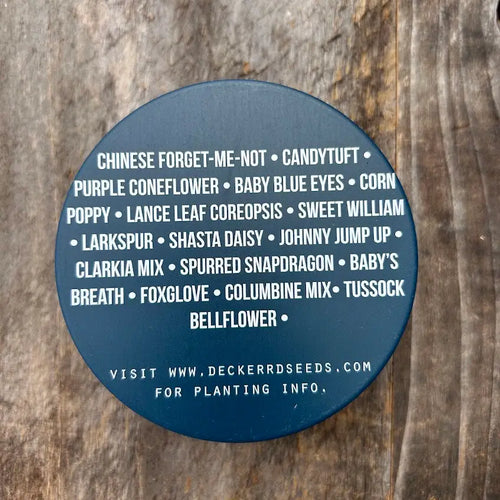 CHINESE FORGET-ME-NOT • CANDYTUFT •
PURPLE CONEFLOWER • BABY BLUE EYES • CORN
POPPY • LANCE LEAF COREOPSIS • SWEET WILLIAM
• LARKSPUR • SHASTA DAISY • JOHNNY JUMP UP •
CLARKIA MIX • SPURRED SNAPDRAGON • BABY'S
BREATH • FOXGLOVE • COLUMBINE MIX• TUSSOCK
BELLFLOWER •
VISIT WWW.DECKERRDSEEDS.COM
FOR PLANTING INFO.